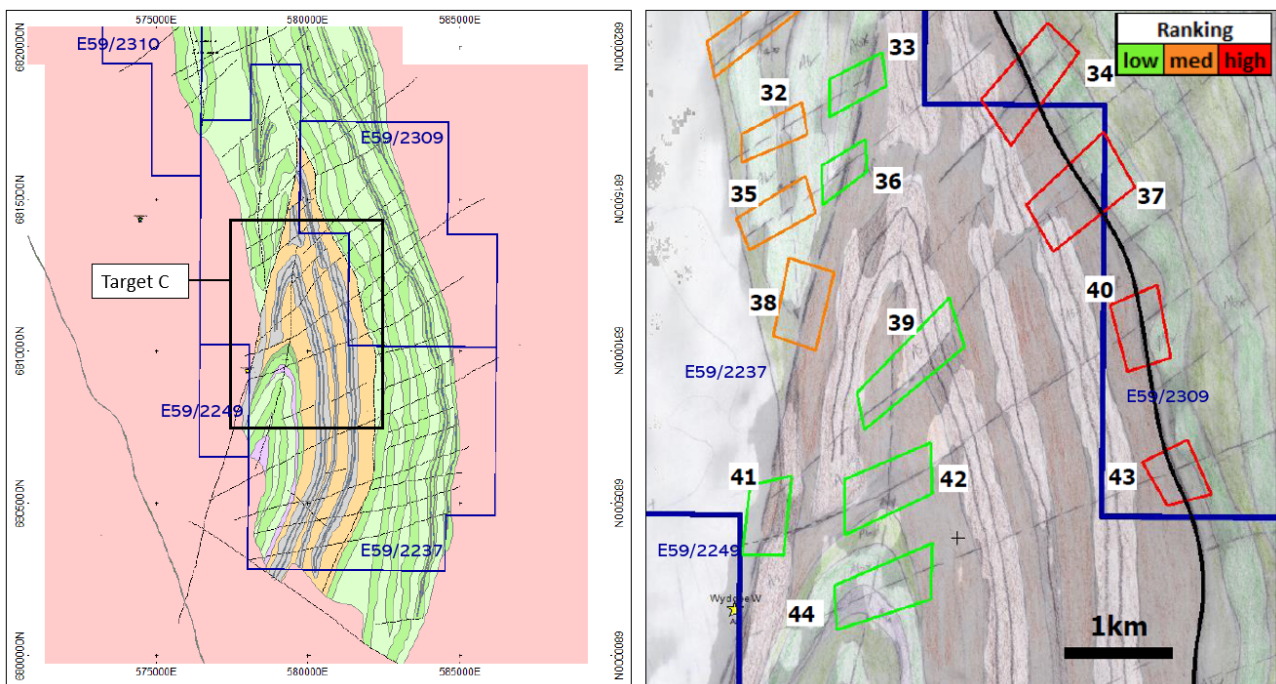 575000E
580000E
585000E
6820000N
6820000N
E59/2310
E59/2309
6815000N
6815000N
Target C
6810000N
6810000N
E59/2249
6805000N
6805000N
E59/2237
6800000N
6800000N
575000E
580000E
585000E
Ranking
low med high
33
34
32
36
35
37
38
39
40
E59/2237
E59/2309
41
42
43
E59/2249
44
1km